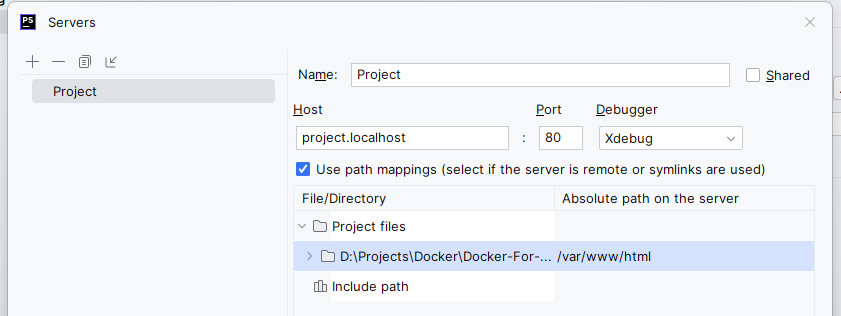 PS Servers
Project
Name: Project Shared
Host Port Debugger
project.localhost : 80 Xdebug
Use path mappings (select if the server is remote or symlinks are used)
File/Directory Absolute path on the server
Project files
D:\Projects\Docker\Docker-For-... /var/www/html
Include path